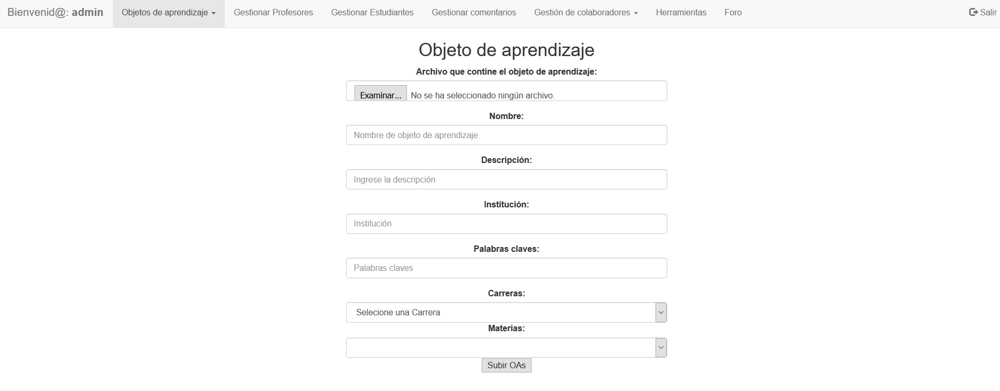 Bienvenid@: admin Objetos de aprendizaje Gestionar Profesores Gestionar Estudiantes Gestionar comentarios Gestión de colaboradores Herramientas Foro Salir
Objeto de aprendizaje
Archivo que contine el objeto de aprendizaje:
Examinar... No se ha seleccionado ningún archivo.
Nombre:
Nombre de objeto de aprendizaje
Descripción:
Ingrese la descripción
Institución:
Institución
Palabras claves:
Palabras claves
Carreras:
Selecione una Carrera
Materias:
Subir OAs